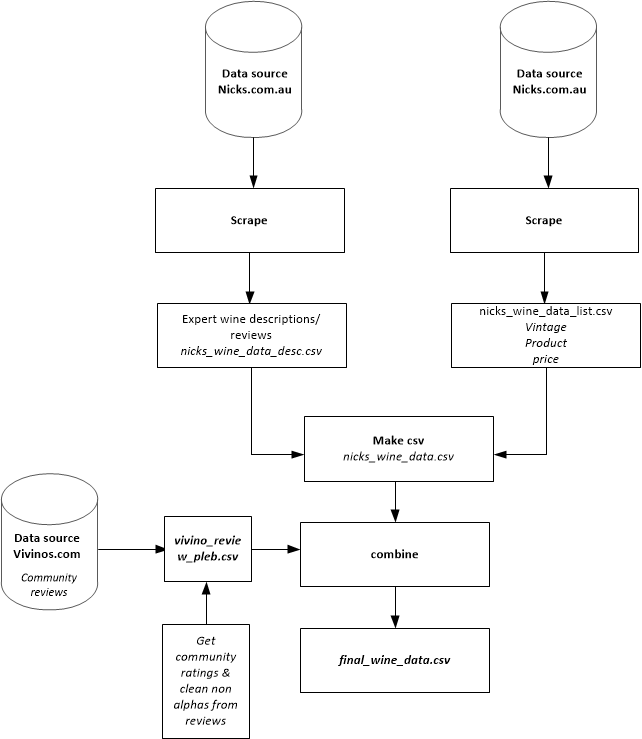 Data source
Nicks.com.au
Data source
Nicks.com.au
Scrape
Scrape
Expert wine descriptions/
reviews
nicks_wine_data_desc.csv
nicks_wine_data_list.csv
Vintage
Product
price
Make csv
nicks_wine_data.csv
Data source
Vivinos.com
Community
reviews
vivino_revie
w_pleb.csv
combine
Get
community
ratings &
clean non
alphas from
reviews
final_wine_data.csv